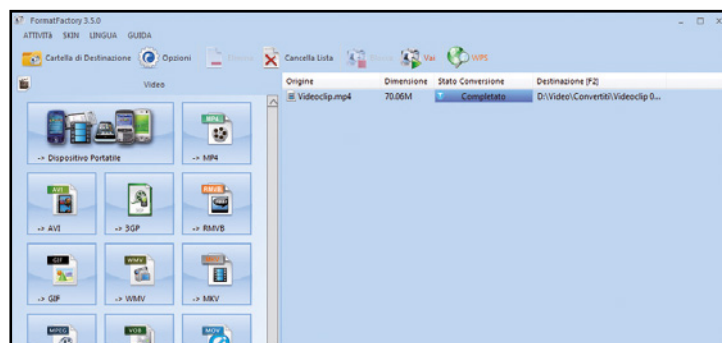 FormatFactory 3.5.0
ATTIVITÀ SKIN LINGUA GUIDA
Cartella di Destinazione Opzioni Cancella Lista Vai WPS
Video
Origine Dimensione Stato Conversione Destinazione [F2]
Videoclip.mp4 70.06M Completato D:\Video\Convertiti\Videoclip 0...
MP4
-> Dispositivo Portatile -> MP4
AVI RMVB
-> AVI -> 3GP -> RMVB
GIF WMV
-> GIF -> WMV -> MKV
MPEG VOB MOV